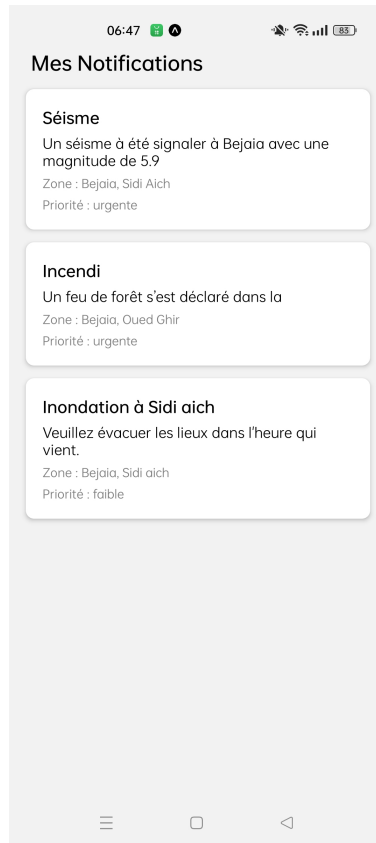 06:47
83
Mes Notifications
Séisme
Un séisme à été signaler à Bejaia avec une
magnitude de 5.9
Zone : Bejaia, Sidi Aich
Priorité : urgente
Incendi
Un feu de forêt s'est déclaré dans la
Zone : Bejaia, Oued Ghir
Priorité : urgente
Inondation à Sidi aich
Veuillez évacuer les lieux dans l'heure qui
vient.
Zone : Bejaia, Sidi aich
Priorité : faible